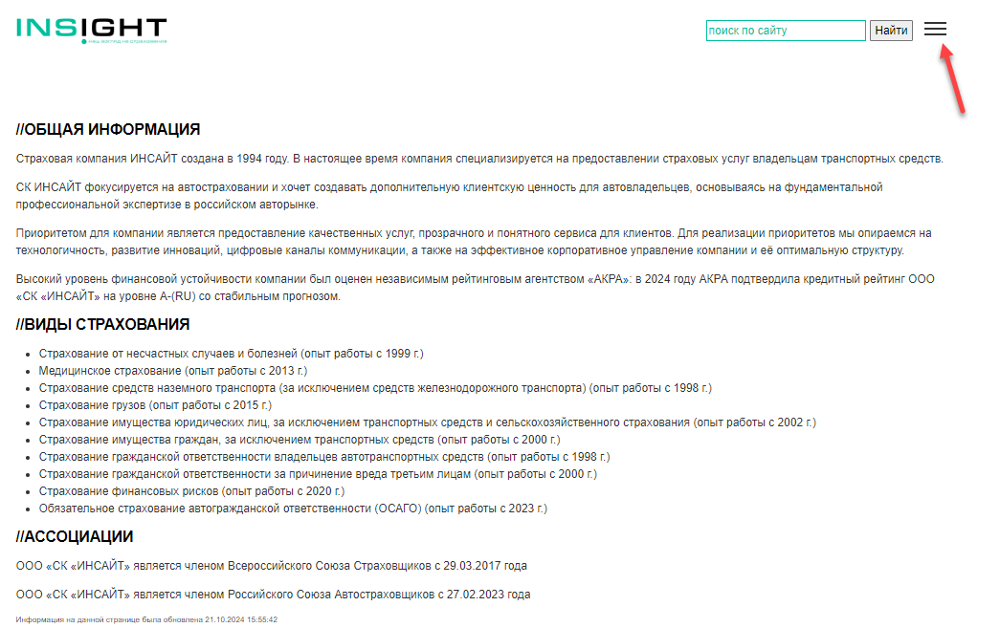 INSIGHT
наш взгляд на страхование
поиск по сайту
Найти
//ОБЩАЯ ИНФОРМАЦИЯ
Страховая компания ИНСАЙТ создана в 1994 году. В настоящее время компания специализируется на предоставлении страховых услуг владельцам транспортных средств.
СК ИНСАЙТ фокусируется на автостраховании и хочет создавать дополнительную клиентскую ценность для автовладельцев, основываясь на фундаментальной
профессиональной экспертизе в российском авторынке.
Приоритетом для компании является предоставление качественных услуг, прозрачного и понятного сервиса для клиентов. Для реализации приоритетов мы опираемся на
технологичность, развитие инноваций, цифровые каналы коммуникации, а также на эффективное корпоративное управление компании и её оптимальную структуру.
Высокий уровень финансовой устойчивости компании был оценен независимым рейтинговым агентством «АКРА»: в 2024 году АКРА подтвердила кредитный рейтинг ООО
«СК «ИНСАЙТ» на уровне A-(RU) со стабильным прогнозом.
//ВИДЫ СТРАХОВАНИЯ
• Страхование от несчастных случаев и болезней (опыт работы с 1999 г.)
• Медицинское страхование (опыт работы с 2013 г.)
• Страхование средств наземного транспорта (за исключением средств железнодорожного транспорта) (опыт работы с 1998 г.)
• Страхование грузов (опыт работы с 2015 г.)
• Страхование имущества юридических лиц, за исключением транспортных средств и сельскохозяйственного страхования (опыт работы с 2002 г.)
• Страхование имущества граждан, за исключением транспортных средств (опыт работы с 2000 г.)
• Страхование гражданской ответственности владельцев автотранспортных средств (опыт работы с 1998 г.)
• Страхование гражданской ответственности за причинение вреда третьим лицам (опыт работы с 2000 г.)
• Страхование финансовых рисков (опыт работы с 2020 г.)
• Обязательное страхование автогражданской ответственности (ОСАГО) (опыт работы с 2023 г.)
//АССОЦИАЦИИ
ООО «СК «ИНСАЙТ» является членом Всероссийского Союза Страховщиков с 29.03.2017 года
ООО «СК «ИНСАЙТ» является членом Российского Союза Автостраховщиков с 27.02.2023 года
Информация на данной странице была обновлена 21.10.2024 15:55:42